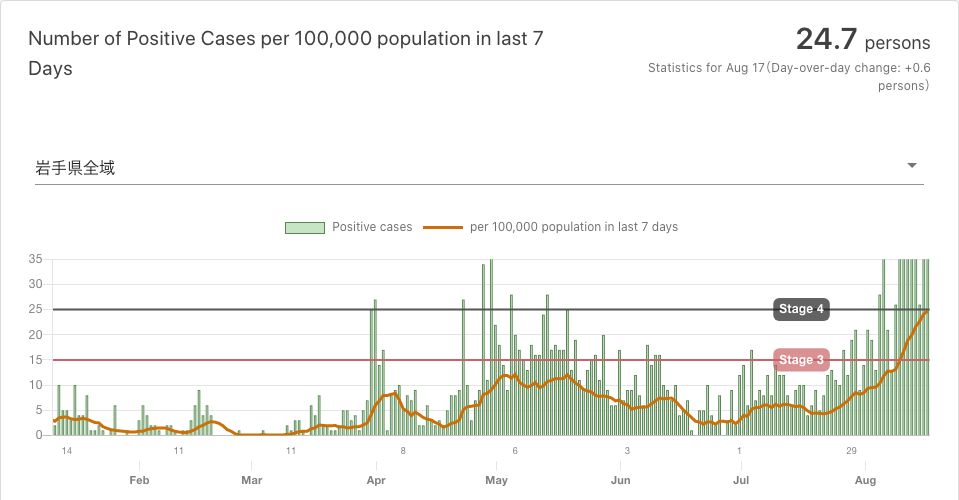 Number of Positive Cases per 100,000 population in last 7
Days
24.7 persons
Statistics for Aug 17（Day-over-day change: +0.6
persons）
岩手県全域
Positive cases
per 100,000 population in last 7 days
35
30
25
20
15
10
5
0
Stage 4
Stage 3
14 11 11 8 6 3 1 29
Feb Mar Apr May Jun Jul Aug